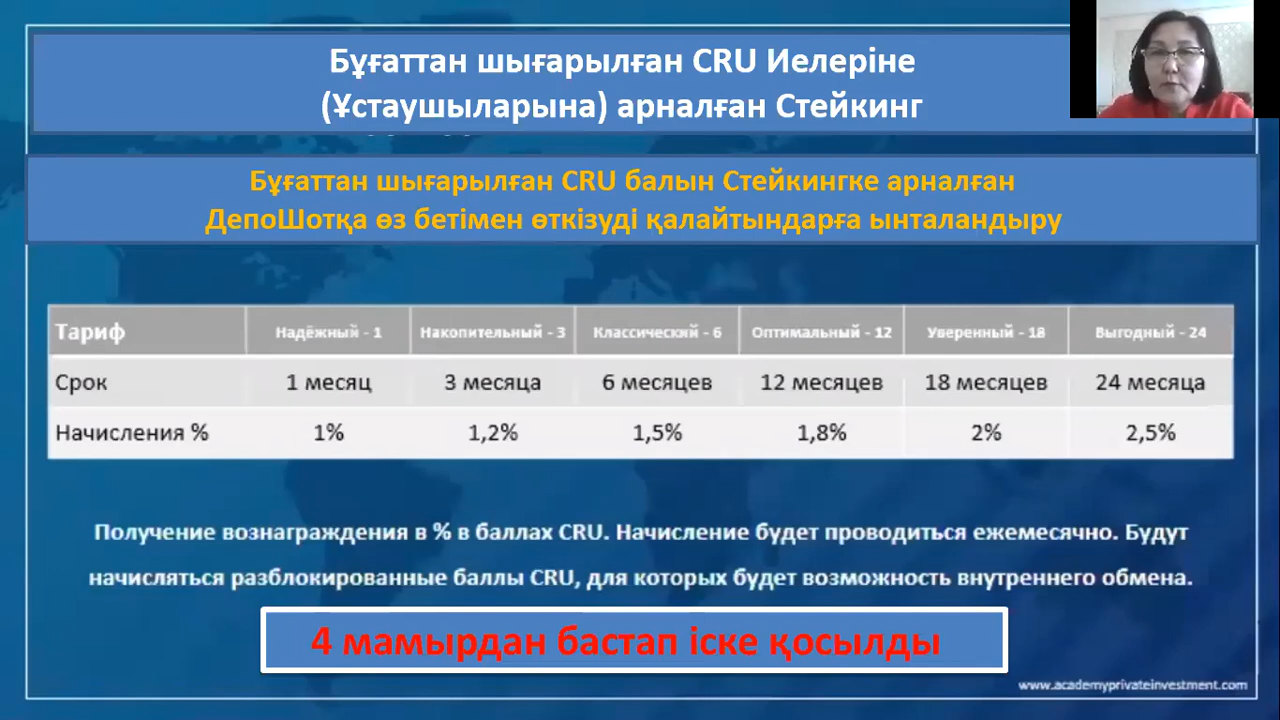 Бұғаттан шығарылған CRU Иелеріне
(Ұстаушыларына) арналған Стейкинг
Бұғаттан шығарылған CRU балын Стейкингке арналған
ДепоШотқа өз бетімен өткізуді қалайтындарға ынталандыру
Тариф Надёжный - 1 Накопительный - 3 Классический - 6 Оптимальный - 12 Уверенный - 18 Выгодный - 24
Срок 1 месяц 3 месяца 6 месяцев 12 месяцев 18 месяцев 24 месяца
Начисления % 1% 1,2% 1,5% 1,8% 2% 2,5%
Получение вознаграждения в % в баллах CRU. Начисление будет проводиться ежемесячно. Будут
начисляться разблокированные баллы CRU, для которых будет возможность внутреннего обмена.
4 мамырдан бастап іске қосылды
www.academyprivateinvestment.com